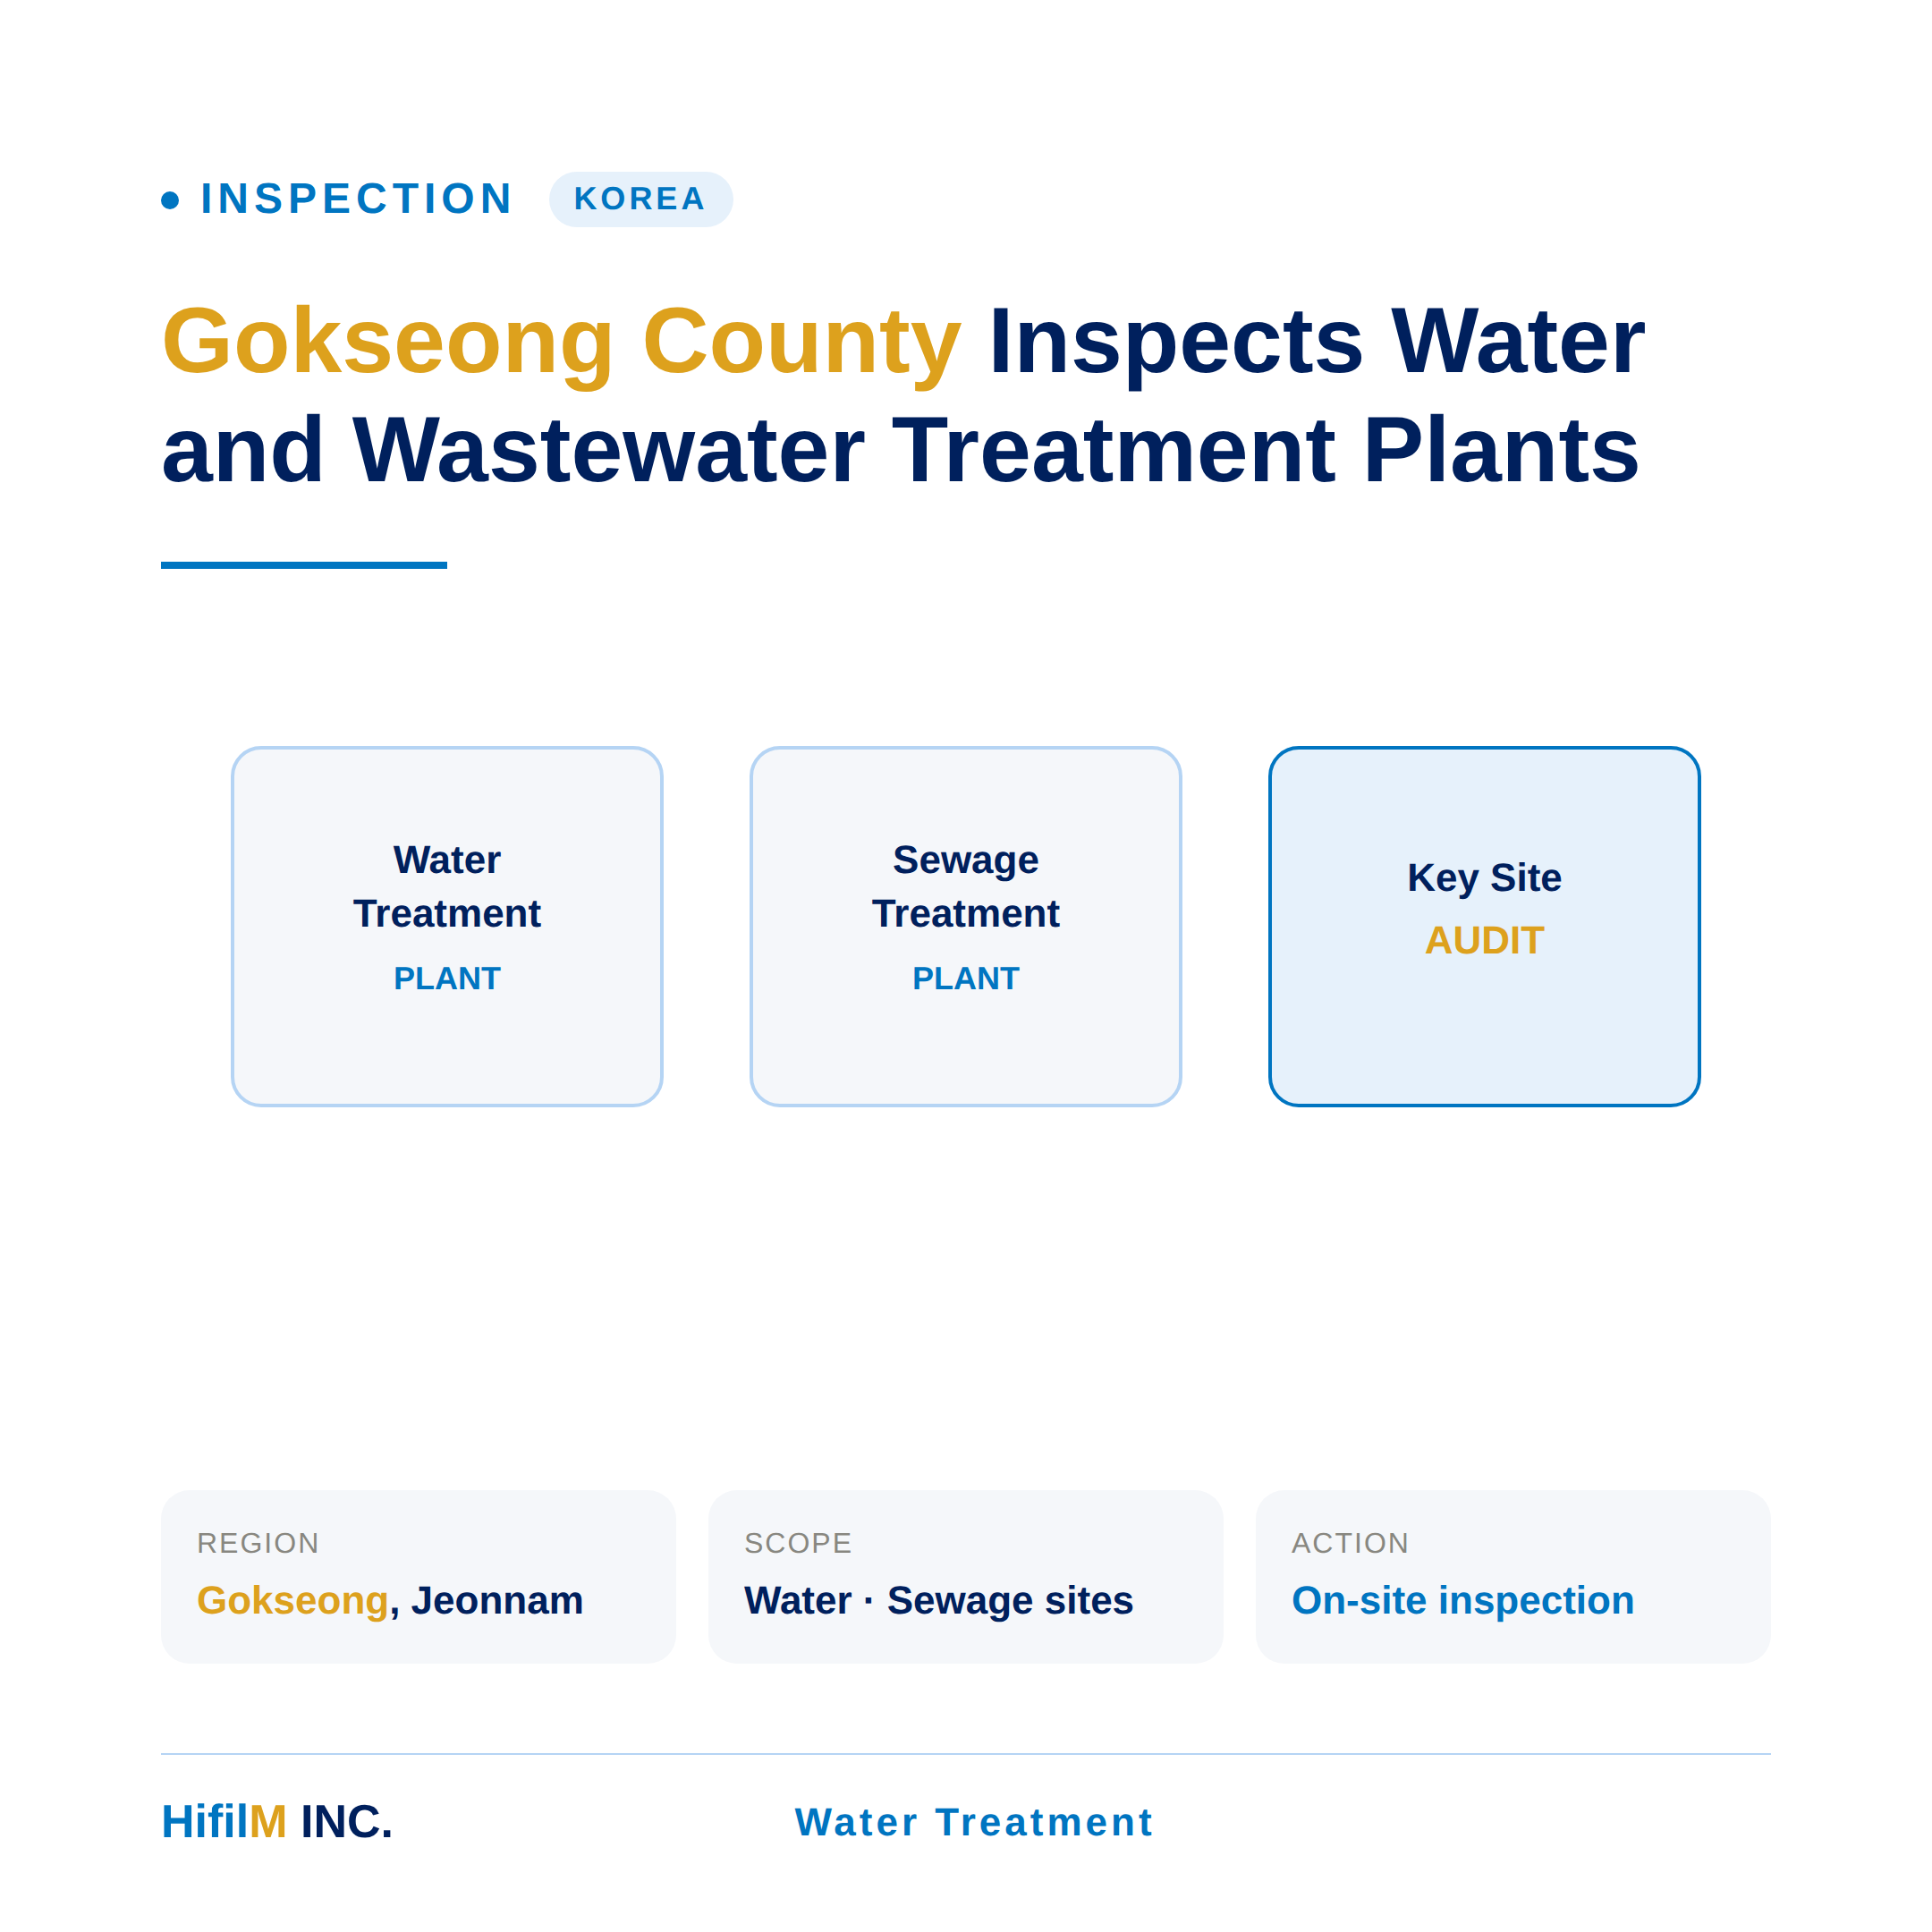 INSPECTION KOREA
Gokseong County Inspects Water
and Wastewater Treatment Plants
Water
Treatment
PLANT
Sewage
Treatment
PLANT
Key Site
AUDIT
REGION
Gokseong, Jeonnam
SCOPE
Water · Sewage sites
ACTION
On-site inspection
HifilM INC.
Water Treatment